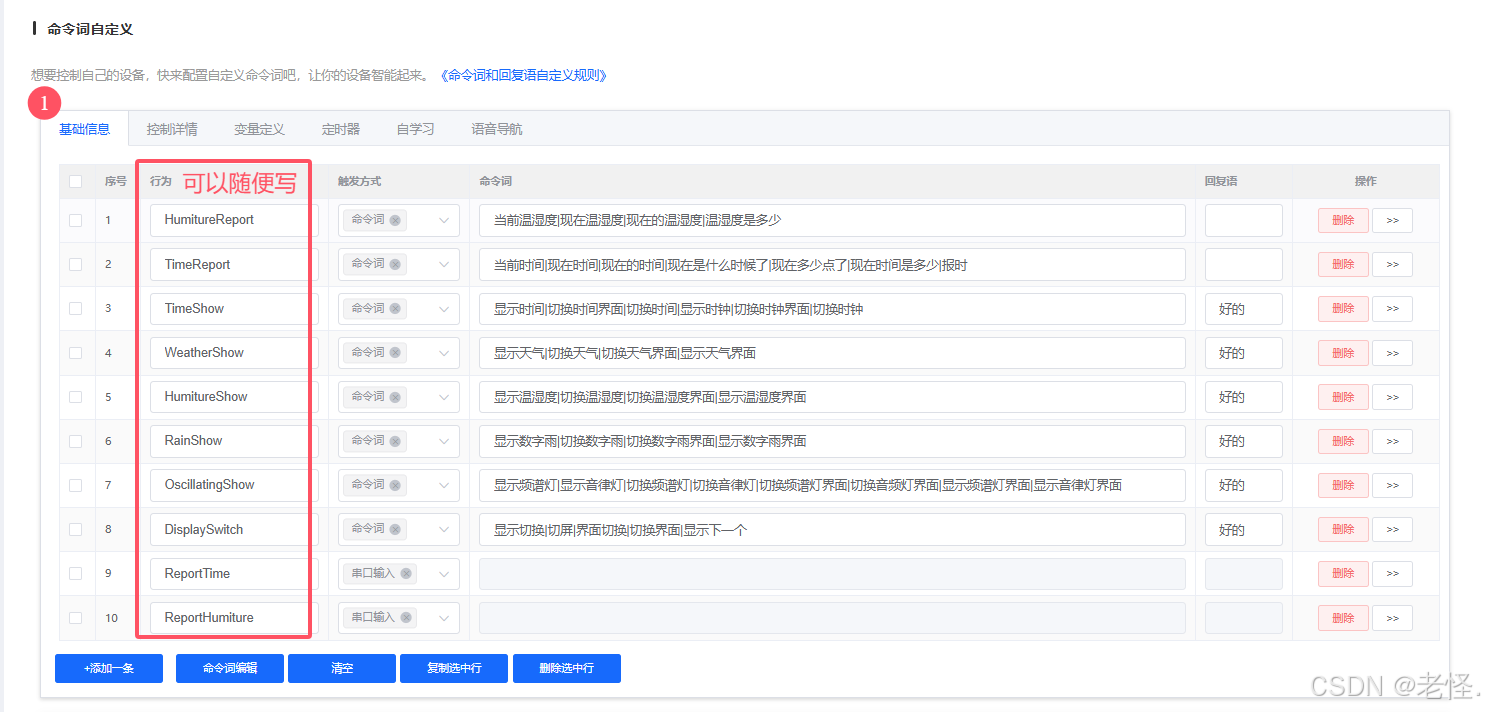 命令词自定义
想要控制自己的设备，快来配置自定义命令词吧，让你的设备智能起来。《命令词和回复语自定义规则》
1
基础信息 控制详情 变量定义 定时器 自学习 语音导航
序号 行为 可以随便写 触发方式 命令词 回复语 操作
1 HumitureReport 命令词 当前温湿度|现在温湿度|现在的温湿度|温湿度是多少 删除 >>
2 TimeReport 命令词 当前时间|现在时间|现在的时间|现在是什么时候了|现在多少点了|现在时间是多少|报时 删除 >>
3 TimeShow 命令词 显示时间|切换时间界面|切换时间|显示时钟|切换时钟界面|切换时钟 好的 删除 >>
4 WeatherShow 命令词 显示天气|切换天气|切换天气界面|显示天气界面 好的 删除 >>
5 HumitureShow 命令词 显示温湿度|切换温湿度|切换温湿度界面|显示温湿度界面 好的 删除 >>
6 RainShow 命令词 显示数字雨|切换数字雨|切换数字雨界面|显示数字雨界面 好的 删除 >>
7 OscillatingShow 命令词 显示频谱灯|显示音律灯|切换频谱灯|切换音律灯|切换频谱灯界面|切换音频灯界面|显示频谱灯界面|显示音律灯界面 好的 删除 >>
8 DisplaySwitch 命令词 显示切换|切屏|界面切换|切换界面|显示下一个 好的 删除 >>
9 ReportTime 串口输入 删除 >>
10 ReportHumiture 串口输入 删除 >>
+添加一条 命令词编辑 清空 复制选中行 删除选中行
CSDN @老怪.